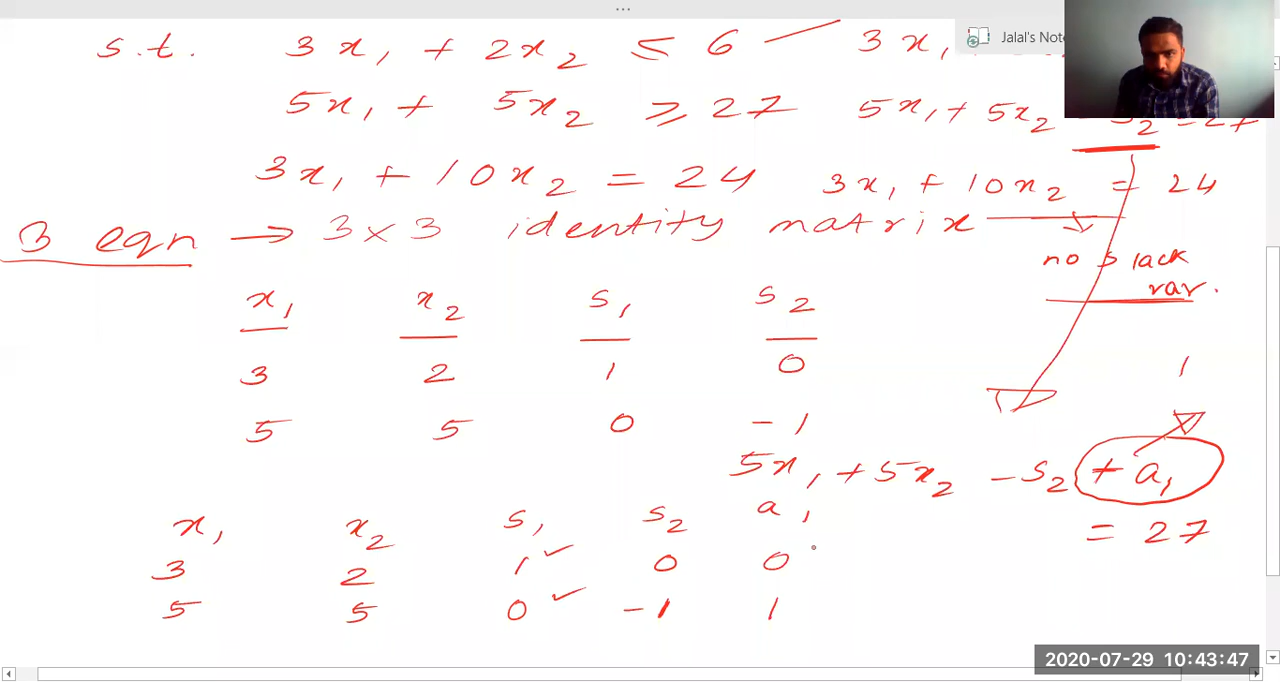 ...
Jalal's Note
s.t. 3x₁ + 2x₂ ≤ 6 3x₁
5x₁ + 5x₂ ≥ 27 5x₁ + 5x₂ - s₂ = 27
3x₁ + 10x₂ = 24 3x₁ + 10x₂ = 24
3 eqn → 3 × 3 identity matrix
no slack
var.
x₁ x₂ s₁ s₂
3 2 1 0
1
5 5 0 -1
5x₁ + 5x₂ - s₂ + a₁
= 27
x₁ x₂ s₁ s₂ a₁
3 2 1 ✓ 0 0
5 5 0 ✓ -1 1
2020-07-29 10:43:47